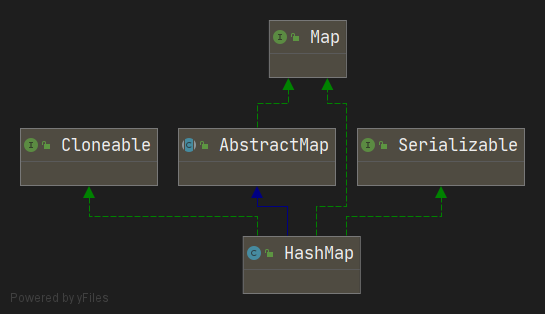 Map
Cloneable
AbstractMap
Serializable
HashMap
Powered by yFiles